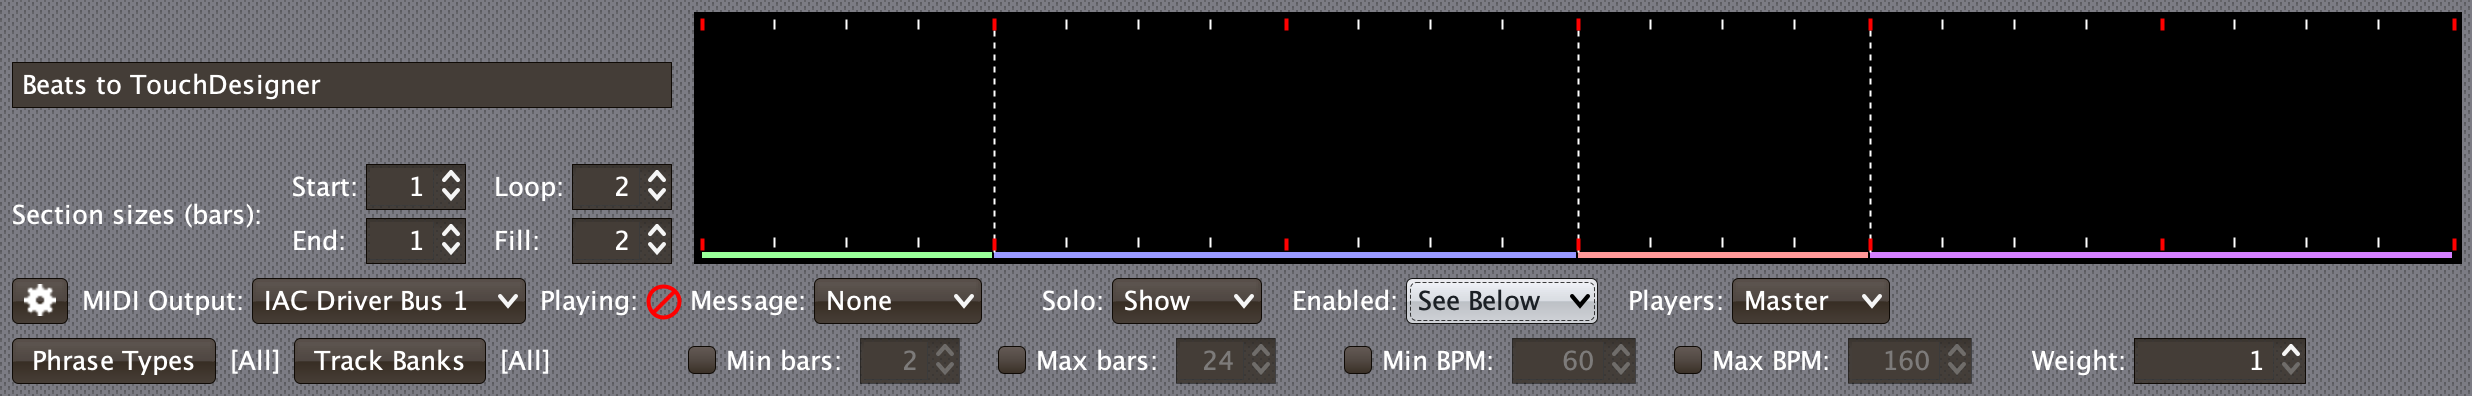 Beats to TouchDesigner
Start: 1 Loop: 2
Section sizes (bars):
End: 1 Fill: 2
MIDI Output: IAC Driver Bus 1 Playing: Message: None Solo: Show Enabled: See Below Players: Master
Phrase Types [All] Track Banks [All] Min bars: 2 Max bars: 24 Min BPM: 60 Max BPM: 160 Weight: 1